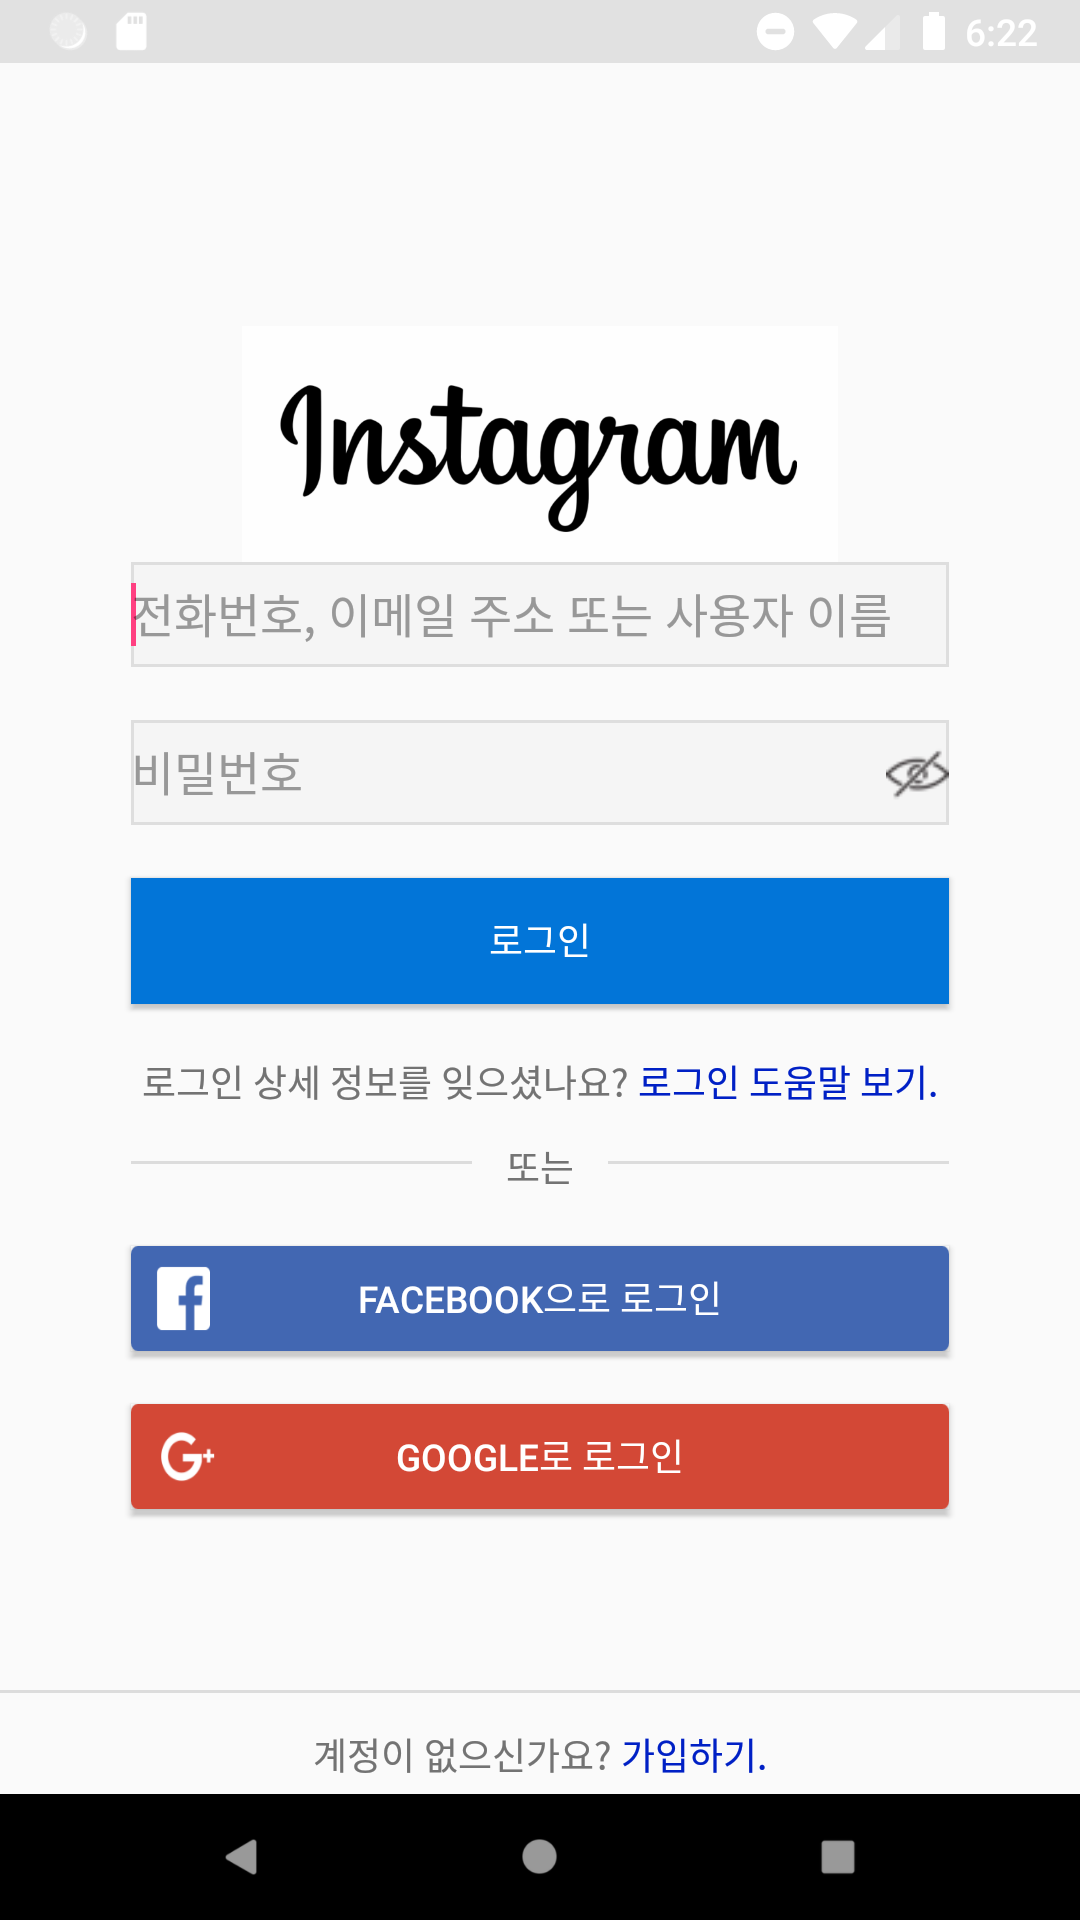 6:22
Instagram
전화번호, 이메일 주소 또는 사용자 이름
비밀번호
로그인
로그인 상세 정보를 잊으셨나요? 로그인 도움말 보기.
또는
FACEBOOK으로 로그인
G+ GOOGLE로 로그인
계정이 없으신가요? 가입하기.